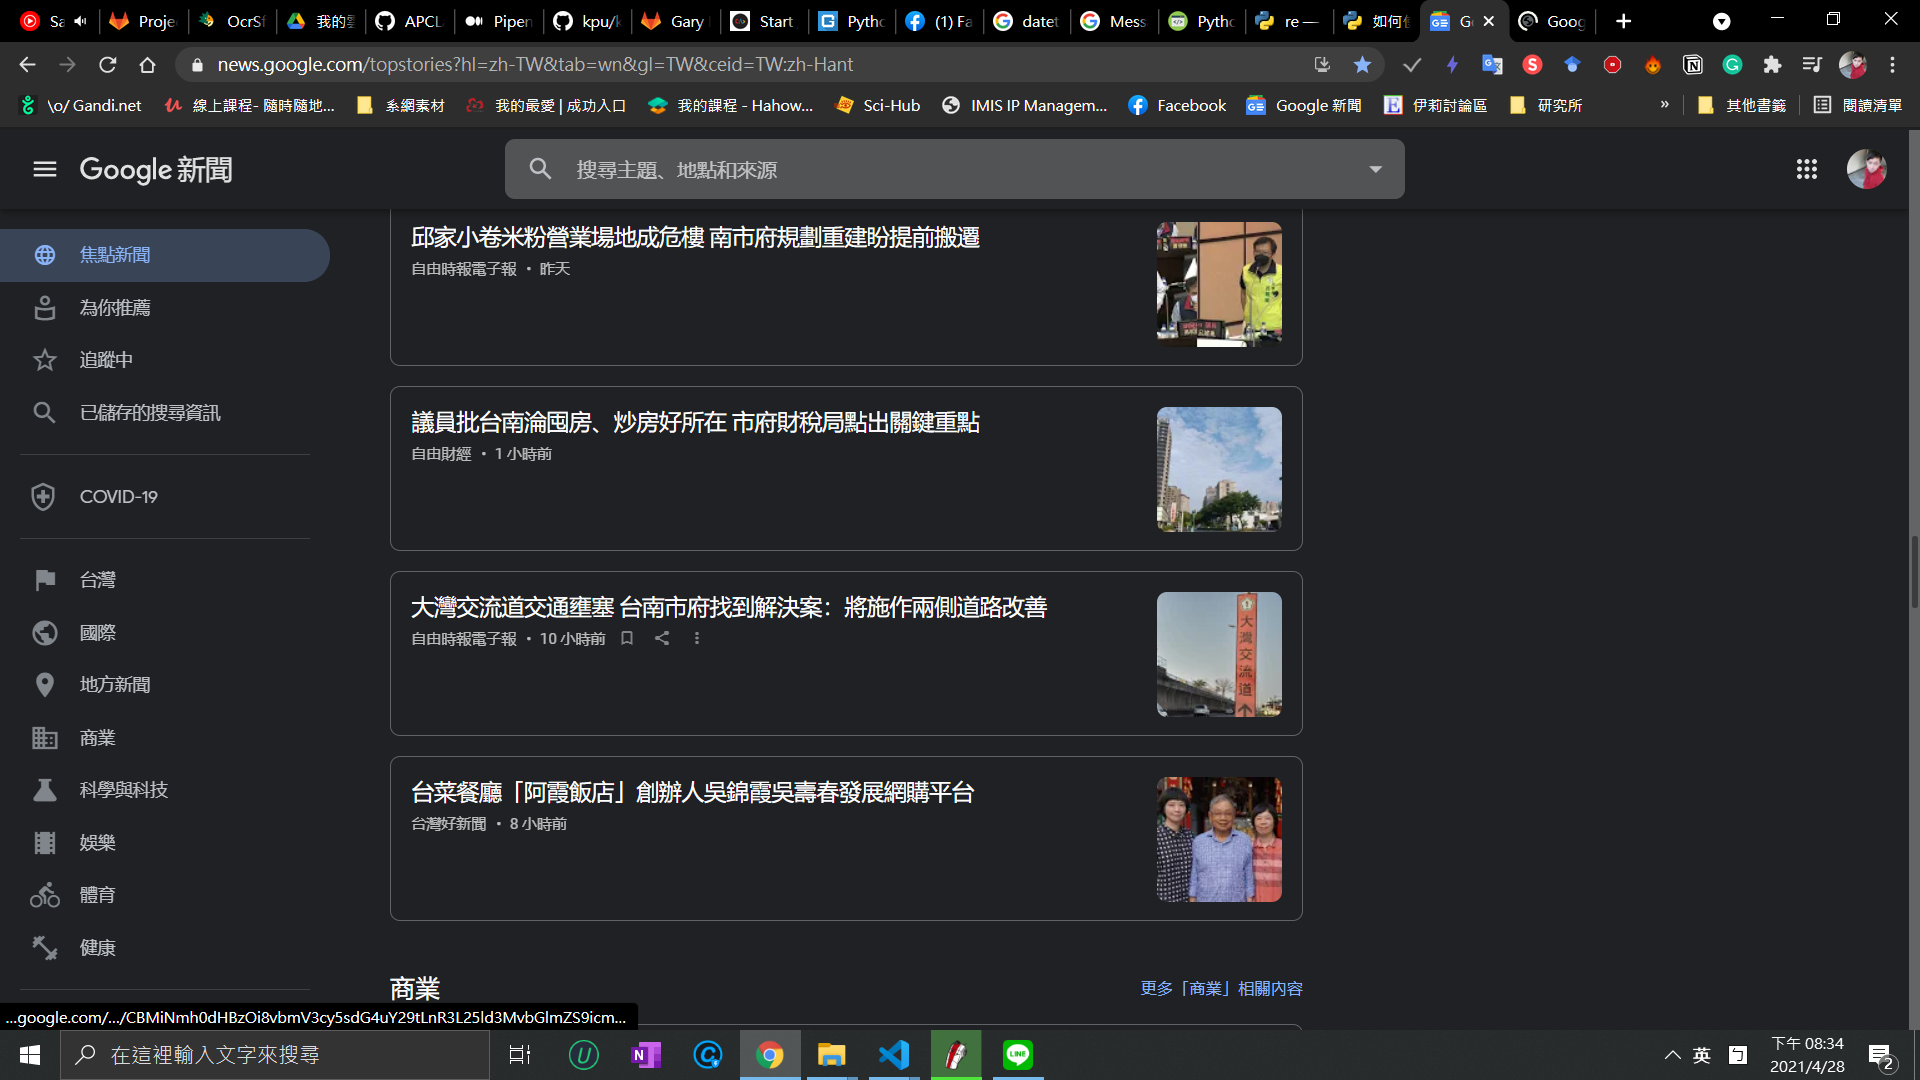 Sa
Proje
OcrSf
我的雲
APCL
Pipen
kpu/k
Gary
Start
Pytho
(1) Fa
datet
Mess
Pytho
re —
如何使
Go
Goog
news.google.com/topstories?hl=zh-TW&tab=wn&gl=TW&ceid=TW:zh-Hant
\o/ Gandi.net
線上課程- 隨時隨地...
系網素材
我的最愛 | 成功入口
我的課程 - Hahow...
Sci-Hub
IMIS IP Managem...
Facebook
Google 新聞
伊莉討論區
研究所
»
其他書籤
閱讀清單
Google 新聞
搜尋主題、地點和來源
焦點新聞
為你推薦
追蹤中
已儲存的搜尋資訊
COVID-19
台灣
國際
地方新聞
商業
科學與科技
娛樂
體育
健康
邱家小卷米粉營業場地成危樓 南市府規劃重建盼提前搬遷
自由時報電子報 • 昨天
議員批台南淪囤房、炒房好所在 市府財稅局點出關鍵重點
自由財經 • 1 小時前
大灣交流道交通壅塞 台南市府找到解決案：將施作兩側道路改善
自由時報電子報 • 10 小時前
大灣交流道
台菜餐廳「阿霞飯店」創辦人吳錦霞吳壽春發展網購平台
台灣好新聞 • 8 小時前
商業
更多「商業」相關內容
...google.com/.../CBMiNmh0dHBzOi8vbmV3cy5sdG4uY29tLnR3L25ld3MvbGlmZS9icm...
在這裡輸入文字來搜尋
英
下午 08:34
2021/4/28
2